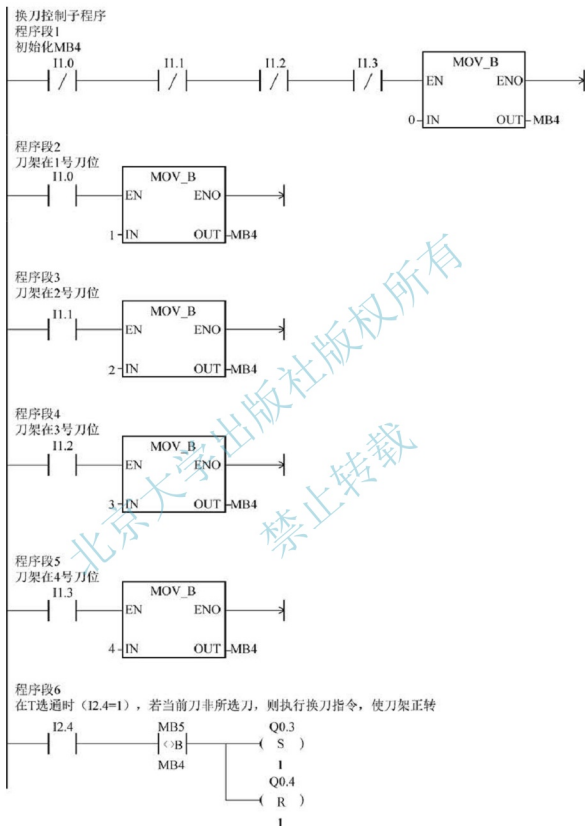 换刀控制子程序
程序段1
初始化MB4
I1.0 I1.1 I1.2 I1.3 MOV_B
EN ENO
0 IN OUT MB4
程序段2
刀架在1号刀位
I1.0 MOV_B
EN ENO
1 IN OUT MB4
程序段3
刀架在2号刀位
I1.1 MOV_B
EN ENO
2 IN OUT MB4
程序段4
刀架在3号刀位
I1.2 MOV_B
EN ENO
3 IN OUT MB4
程序段5
刀架在4号刀位
I1.3 MOV_B
EN ENO
4 IN OUT MB4
程序段6
在T选通时（I2.4=1），若当前刀非所选刀，则执行换刀指令，使刀架正转
I2.4 MB5 Q0.3
<>B S
MB4 1
Q0.4
R
1
北京大学出版社版权所有
禁止转载